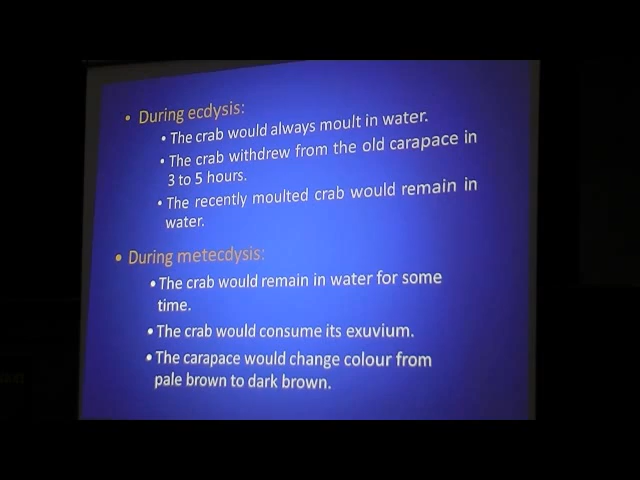 • During ecdysis:
• The crab would always moult in water.
• The crab withdrew from the old carapace in
3 to 5 hours.
• The recently moulted crab would remain in
water.
• During metecdysis:
• The crab would remain in water for some
time.
• The crab would consume its exuvium.
• The carapace would change colour from
pale brown to dark brown.